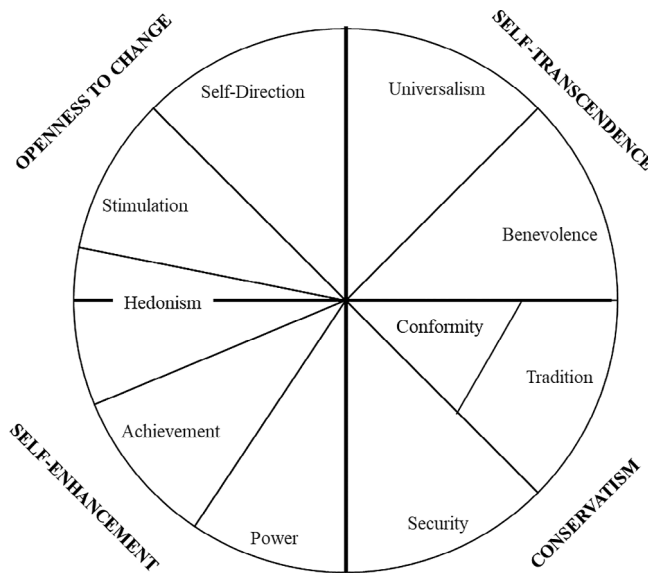 OPENNESS TO CHANGE
SELF-TRANSCENDENCE
Self-Direction
Universalism
Stimulation
Benevolence
Hedonism
Conformity
Tradition
Achievement
Security
Power
SELF-ENHANCEMENT
CONSERVATISM